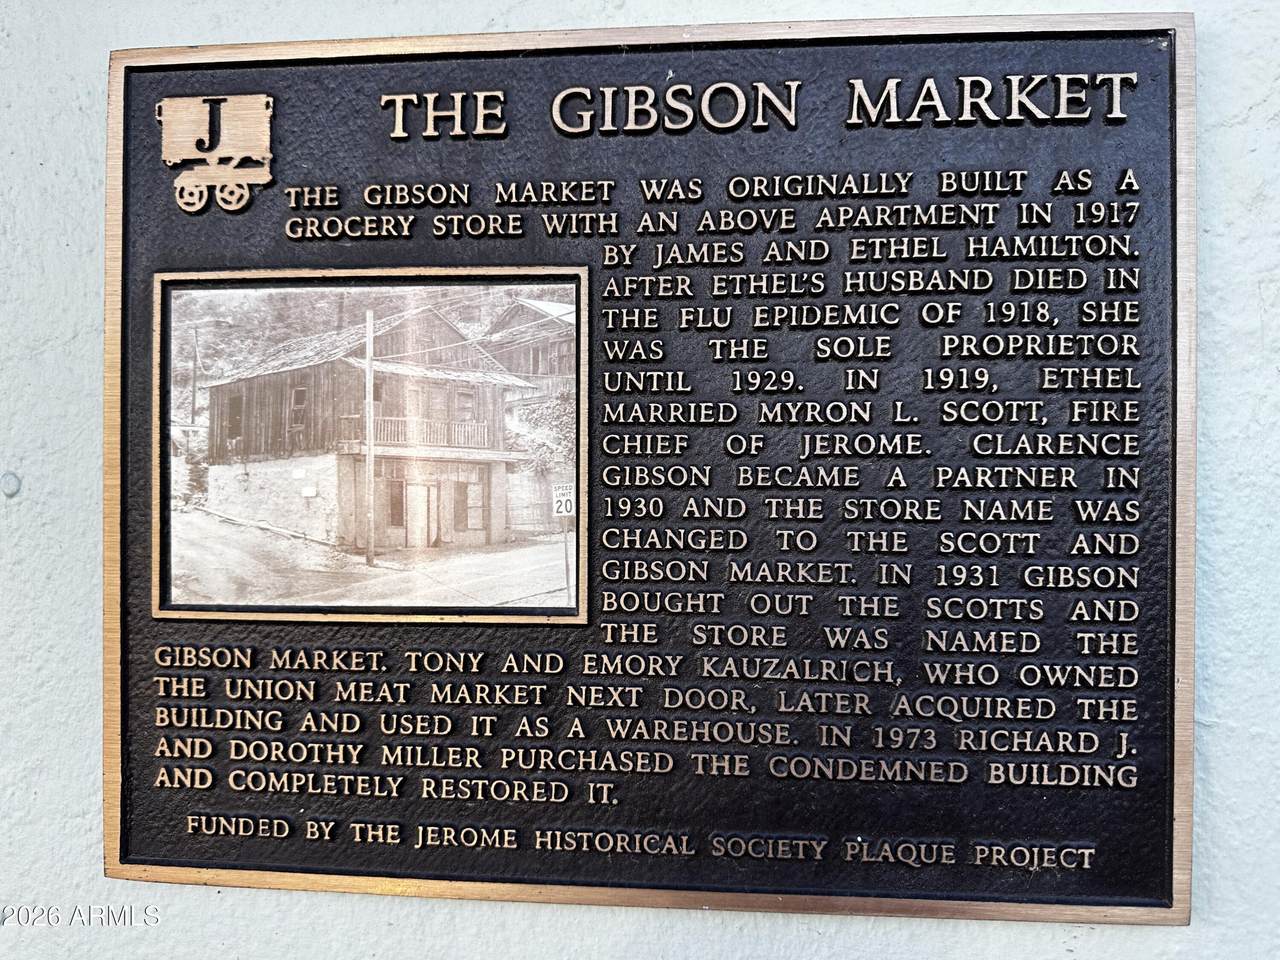 J
THE GIBSON MARKET
THE GIBSON MARKET WAS ORIGINALLY BUILT AS A
GROCERY STORE WITH AN ABOVE APARTMENT IN 1917
BY JAMES AND ETHEL HAMILTON.
AFTER ETHEL'S HUSBAND DIED IN
THE FLU EPIDEMIC OF 1918, SHE
WAS THE SOLE PROPRIETOR
UNTIL 1929. IN 1919, ETHEL
MARRIED MYRON L. SCOTT, FIRE
CHIEF OF JEROME. CLARENCE
GIBSON BECAME A PARTNER IN
1930 AND THE STORE NAME WAS
CHANGED TO THE SCOTT AND
GIBSON MARKET. IN 1931 GIBSON
BOUGHT OUT THE SCOTTS AND
THE STORE WAS NAMED THE
GIBSON MARKET. TONY AND EMORY KAUZALRICH, WHO OWNED
THE UNION MEAT MARKET NEXT DOOR, LATER ACQUIRED THE
BUILDING AND USED IT AS A WAREHOUSE. IN 1973 RICHARD J.
AND DOROTHY MILLER PURCHASED THE CONDEMNED BUILDING
AND COMPLETELY RESTORED IT.
FUNDED BY THE JEROME HISTORICAL SOCIETY PLAQUE PROJECT
SPEED
LIMIT
20
2026 ARMLS